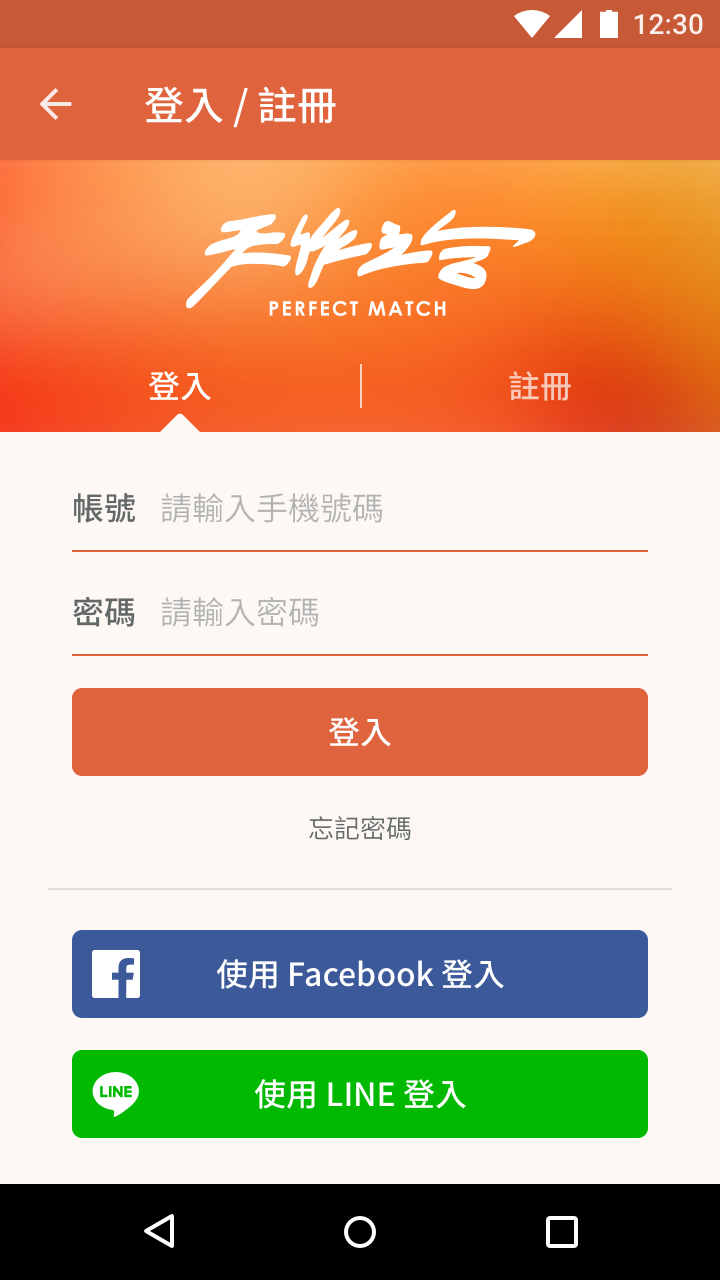 12:30
登入 / 註冊
天作之合
PERFECT MATCH
登入
註冊
帳號 請輸入手機號碼
密碼 請輸入密碼
登入
忘記密碼
使用 Facebook 登入
LINE 使用 LINE 登入